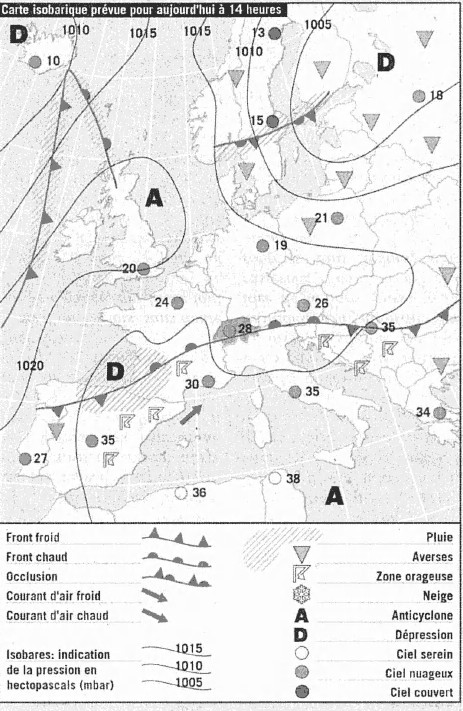 Carte isobarique prévue pour aujourd'hui à 14 heures
D 1010 1015 1015 13 1005
10 1010 D
18
15
A
21
19
20
24 26
28 35
1020
D
30 35
35 34
27
36 38
A
Front froid Pluie
Front chaud Averses
Occlusion Zone orageuse
Courant d'air froid Neige
Courant d'air chaud A Anticyclone
D Dépression
Isobares: indication 1015 Ciel serein
de la pression en 1010 Ciel nuageux
hectopascals (mbar) 1005 Ciel couvert